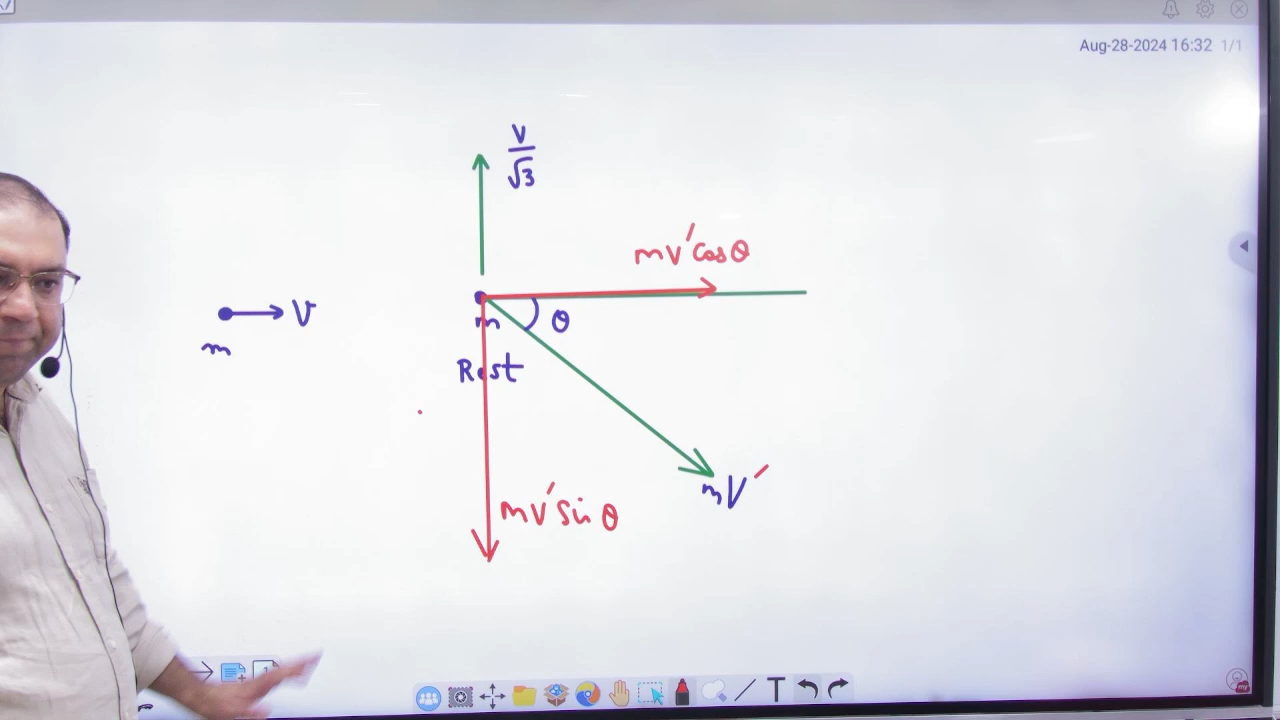 Aug-28-2024 16:32 1/1
V/√3
mv'cosθ
V
m
m
θ
Rest
mV'
mv'sinθ
T